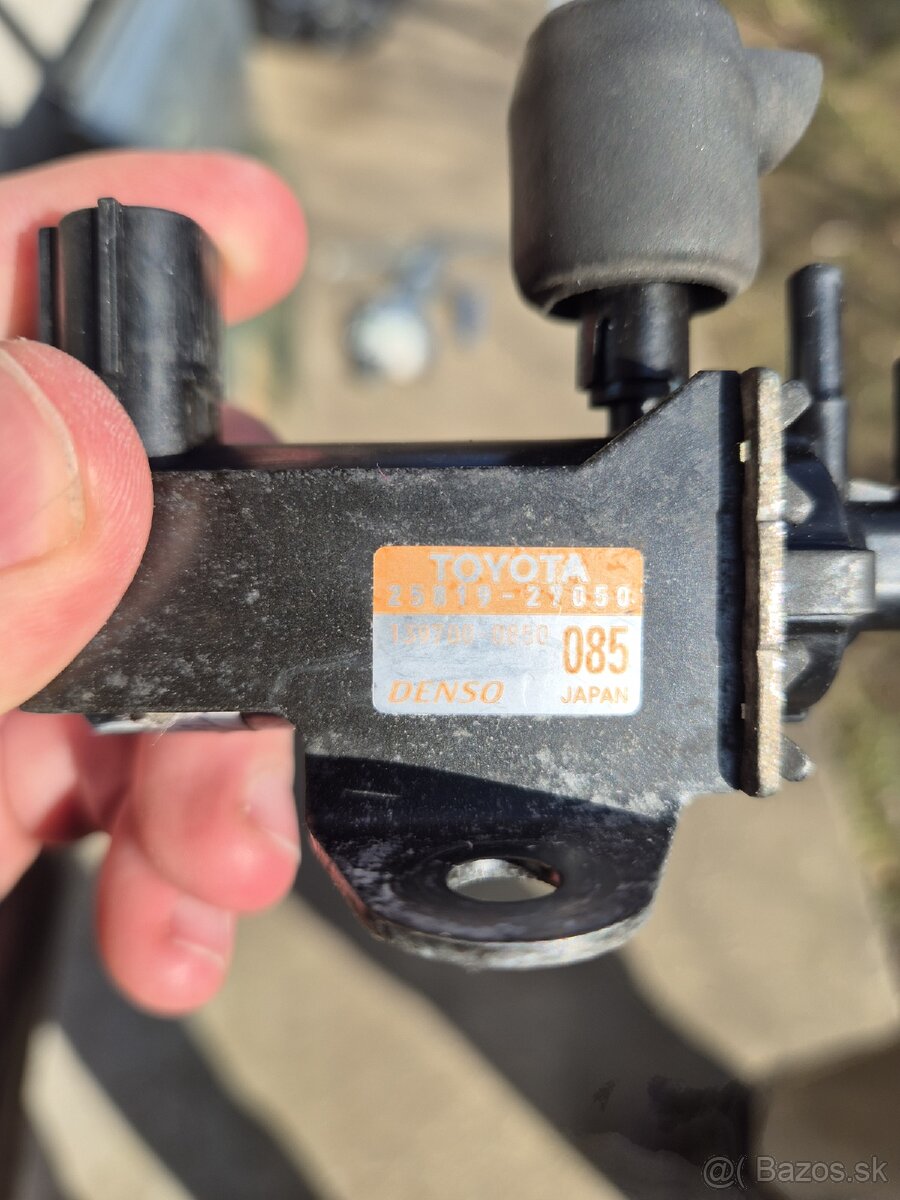 TOYOTA
25819-27050
085
DENSO
JAPAN
@( Bazos.sk